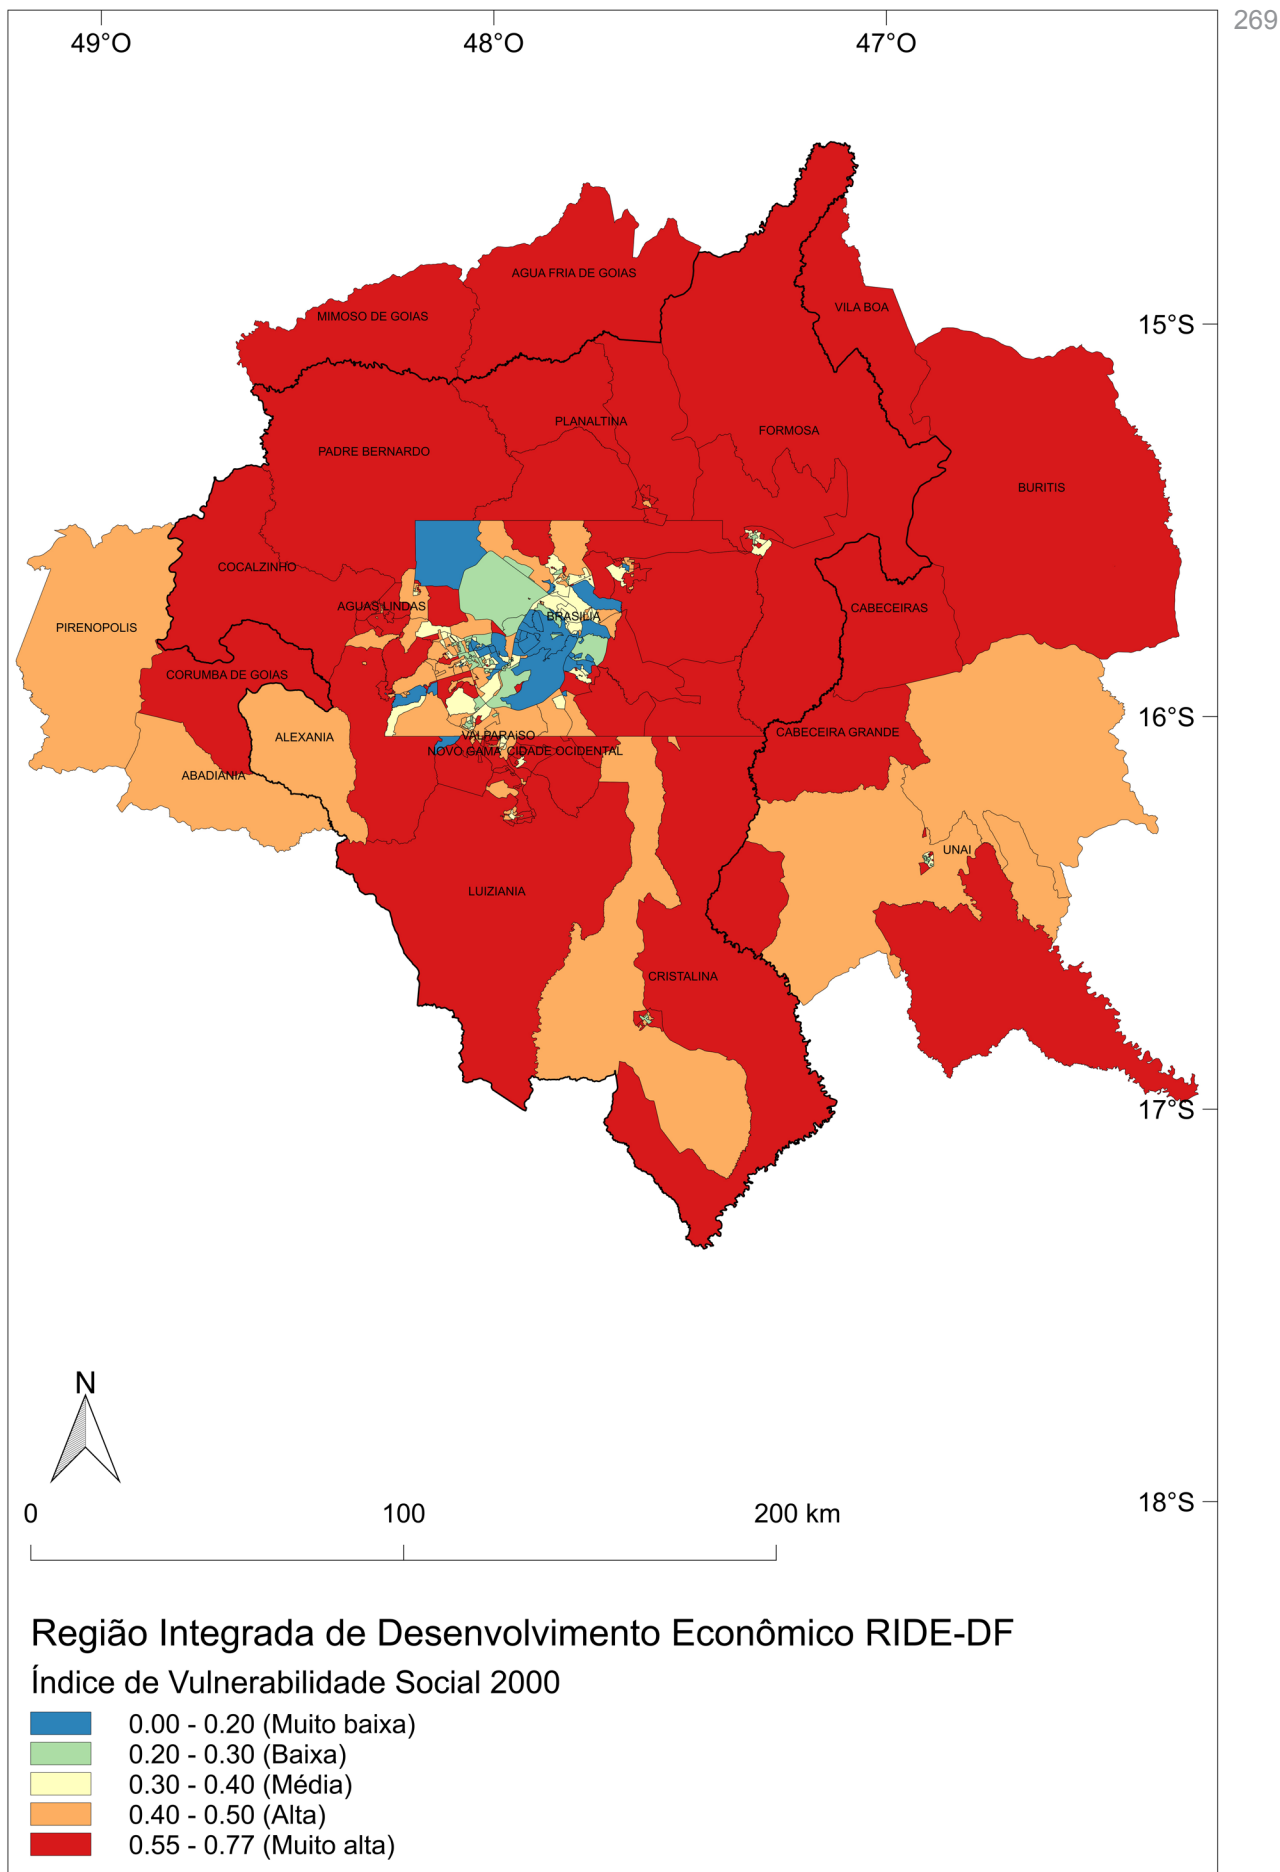 269
49°O
48°O
47°O
AGUA FRIA DE GOIAS
VILA BOA
MIMOSO DE GOIAS
15°S
PLANALTINA
FORMOSA
PADRE BERNARDO
BURITIS
COCALZINHO
AGUAS LINDAS
CABECEIRAS
BRASILIA
PIRENOPOLIS
CORUMBA DE GOIAS
16°S
CABECEIRA GRANDE
VALPARAISO
ALEXANIA
NOVO GAMA CIDADE OCIDENTAL
ABADIANIA
UNAI
LUIZIANIA
CRISTALINA
17°S
N
18°S
0 100 200 km
Região Integrada de Desenvolvimento Econômico RIDE-DF
Índice de Vulnerabilidade Social 2000
0.00 - 0.20 (Muito baixa)
0.20 - 0.30 (Baixa)
0.30 - 0.40 (Média)
0.40 - 0.50 (Alta)
0.55 - 0.77 (Muito alta)